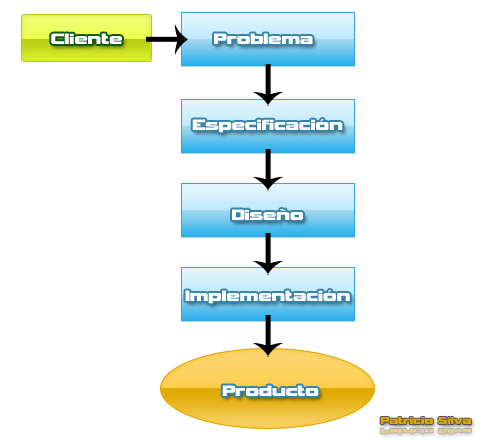 Cliente
Problema
Especificación
Diseño
Implementación
Producto
Patricio Silva